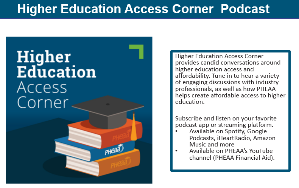 Higher Education Access Corner Podcast
Higher
Education
Access
Corner
PHEAA
PHEAA
Higher Education Access Corner
provides candid conversations around
higher education access and
affordability. Tune in to hear a variety
of engaging discussions with industry
professionals, as well as how PHEAA
helps create affordable access to higher
education.
Subscribe and listen on your favorite
podcast app or streaming platform.
• Available on Spotify, Google
Podcasts, iHeartRadio, Amazon
Music and more
• Available on PHEAA's YouTube
channel (PHEAA Financial Aid).